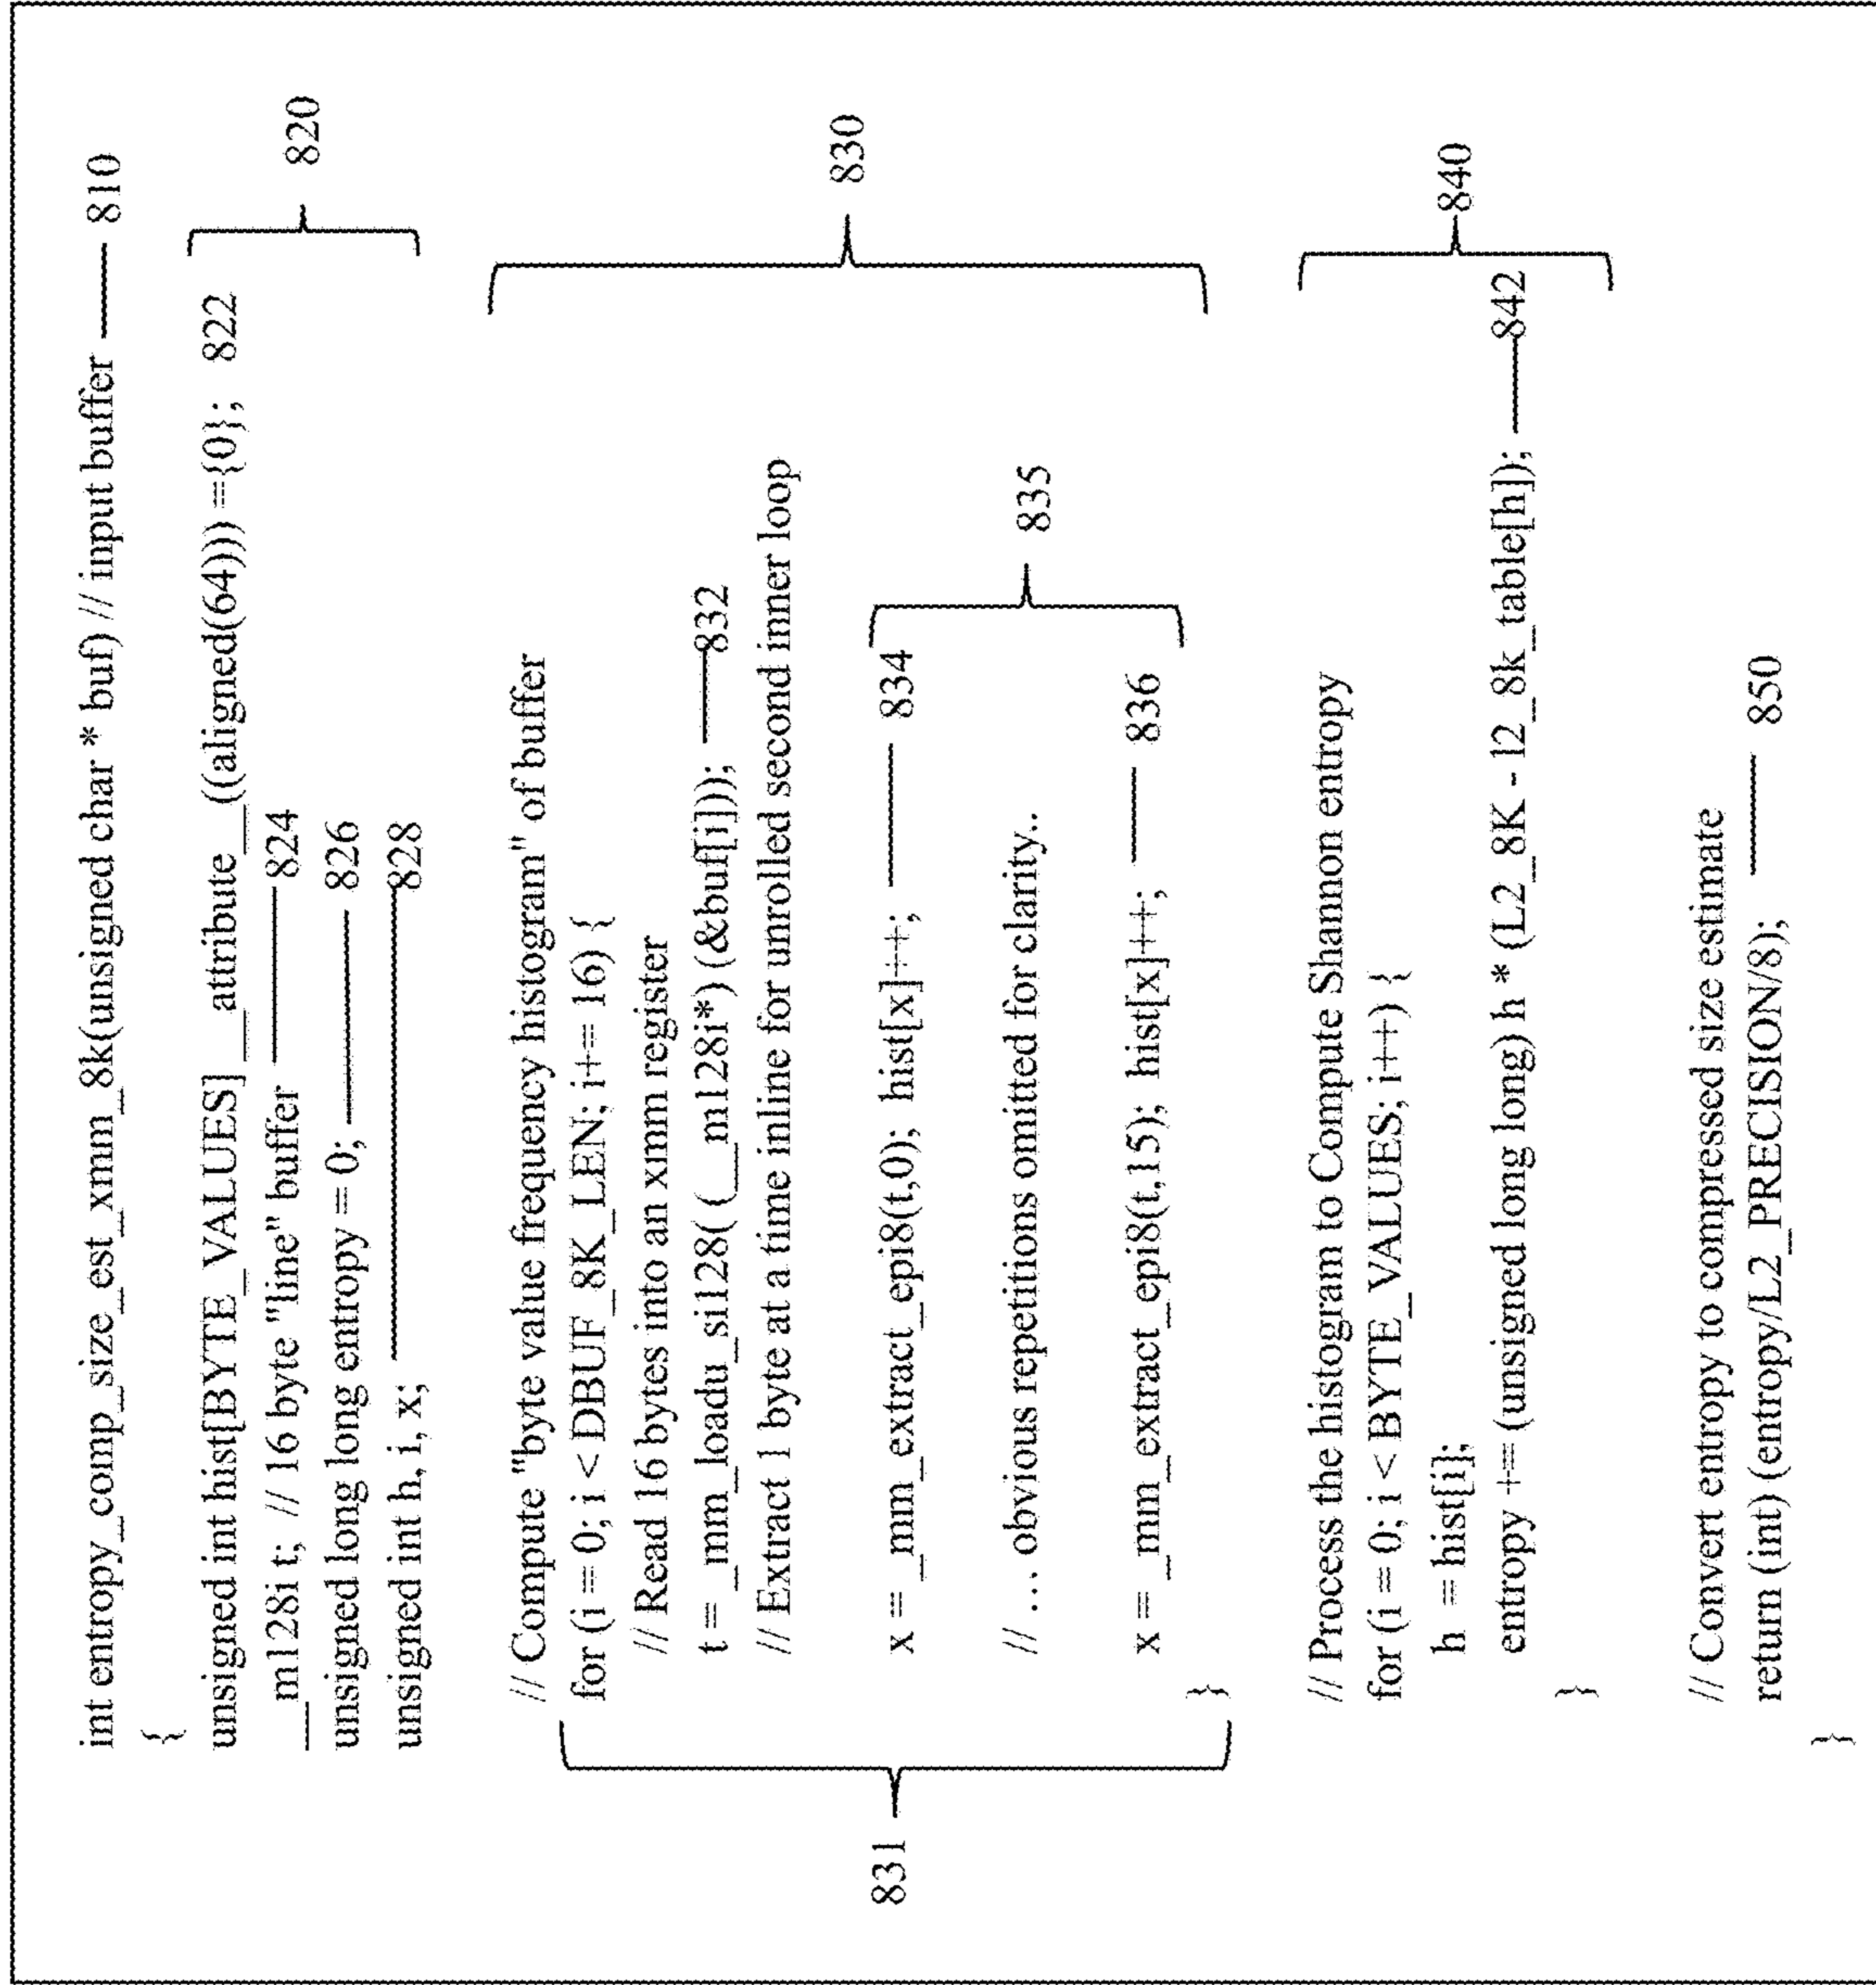 int entropy_comp_size_est_xmm_8k(unsigned char * buf) // input buffer 810
{
unsigned int hist[BYTE_VALUES] __attribute__((aligned(64))) ={0}; 822
__m128i t; // 16 byte "line" buffer 824
820
unsigned long long entropy = 0; 826
unsigned int h, i, x; 828
// Compute "byte value frequency histogram" of buffer
for (i = 0; i < DBUF_8K_LEN; i+= 16) {
// Read 16 bytes into an xmm register
t = _mm_loadu_si128( (__m128i*) (&buf[i])); 832
// Extract 1 byte at a time inline for unrolled second inner loop
830
831
x = _mm_extract_epi8(t,0); hist[x]++; 834
// … obvious repetitions omitted for clarity..
835
x = _mm_extract_epi8(t,15); hist[x]++; 836
}
// Process the histogram to Compute Shannon entropy
for (i = 0; i < BYTE_VALUES; i++) {
h = hist[i];
840
entropy += (unsigned long long) h * (L2_8K - l2_8k_table[h]); 842
}
// Convert entropy to compressed size estimate
return (int) (entropy/L2_PRECISION/8); 850
}